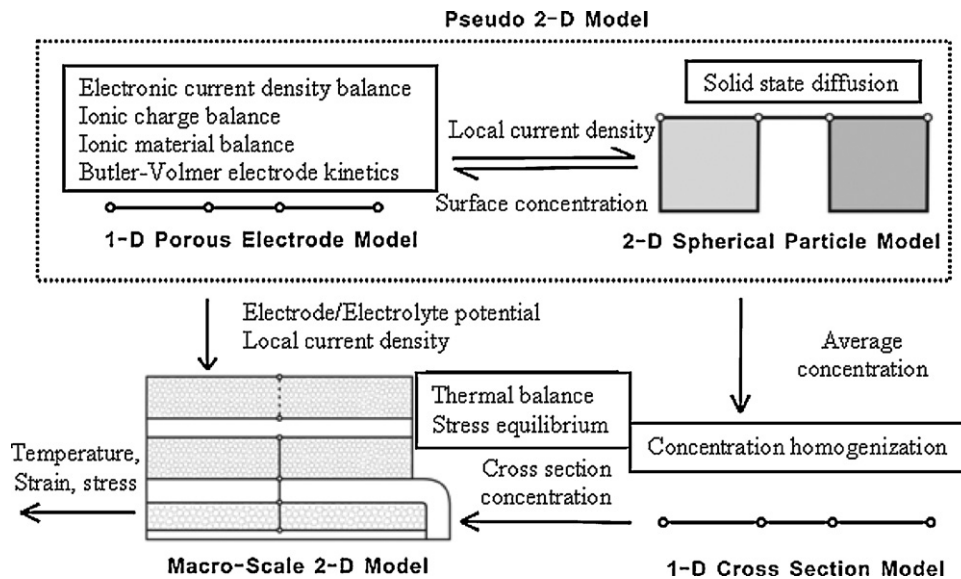 Pseudo 2-D Model
Electronic current density balance
Ionic charge balance
Ionic material balance
Butler-Volmer electrode kinetics
1-D Porous Electrode Model
Local current density
Surface concentration
Solid state diffusion
2-D Spherical Particle Model
Electrode/Electrolyte potential
Local current density
Average
concentration
Thermal balance
Stress equilibrium
Concentration homogenization
Temperature,
Strain, stress
Cross section
concentration
Macro-Scale 2-D Model
1-D Cross Section Model